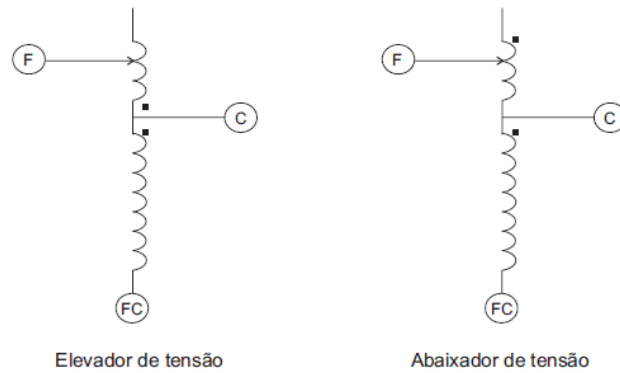 F
C
FC
Elevador de tensão
F
C
FC
Abaixador de tensão